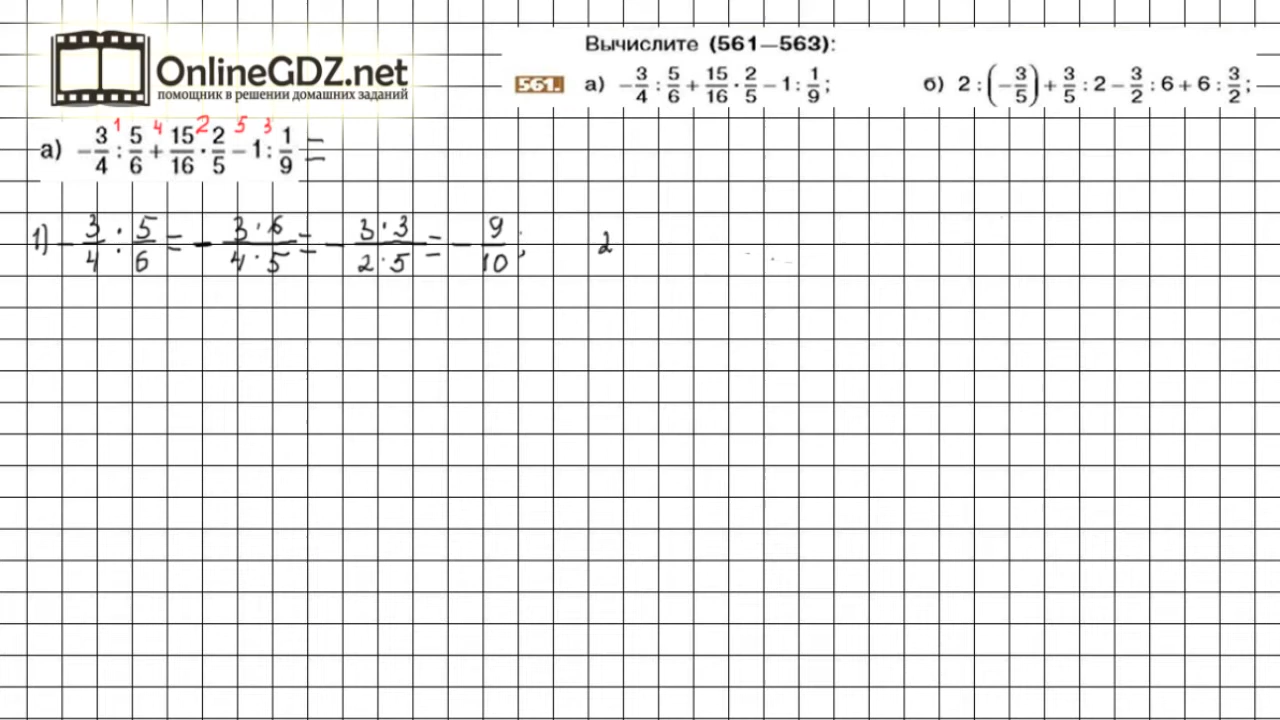 OnlineGDZ.net
помощник в решении домашних заданий
Вычислите (561—563):
561. а) −3/4 : 5/6 + 15/16 · 2/5 − 1 : 1/9; б) 2 : (−3/5) + 3/5 : 2 − 3/2 : 6 + 6 : 3/2;
1 4 2 5 3
а) −3/4 : 5/6 + 15/16 · 2/5 − 1 : 1/9 =
1) −3/4 : 5/6 = −3·6/4·5 = −3·3/2·5 = −9/10; 2